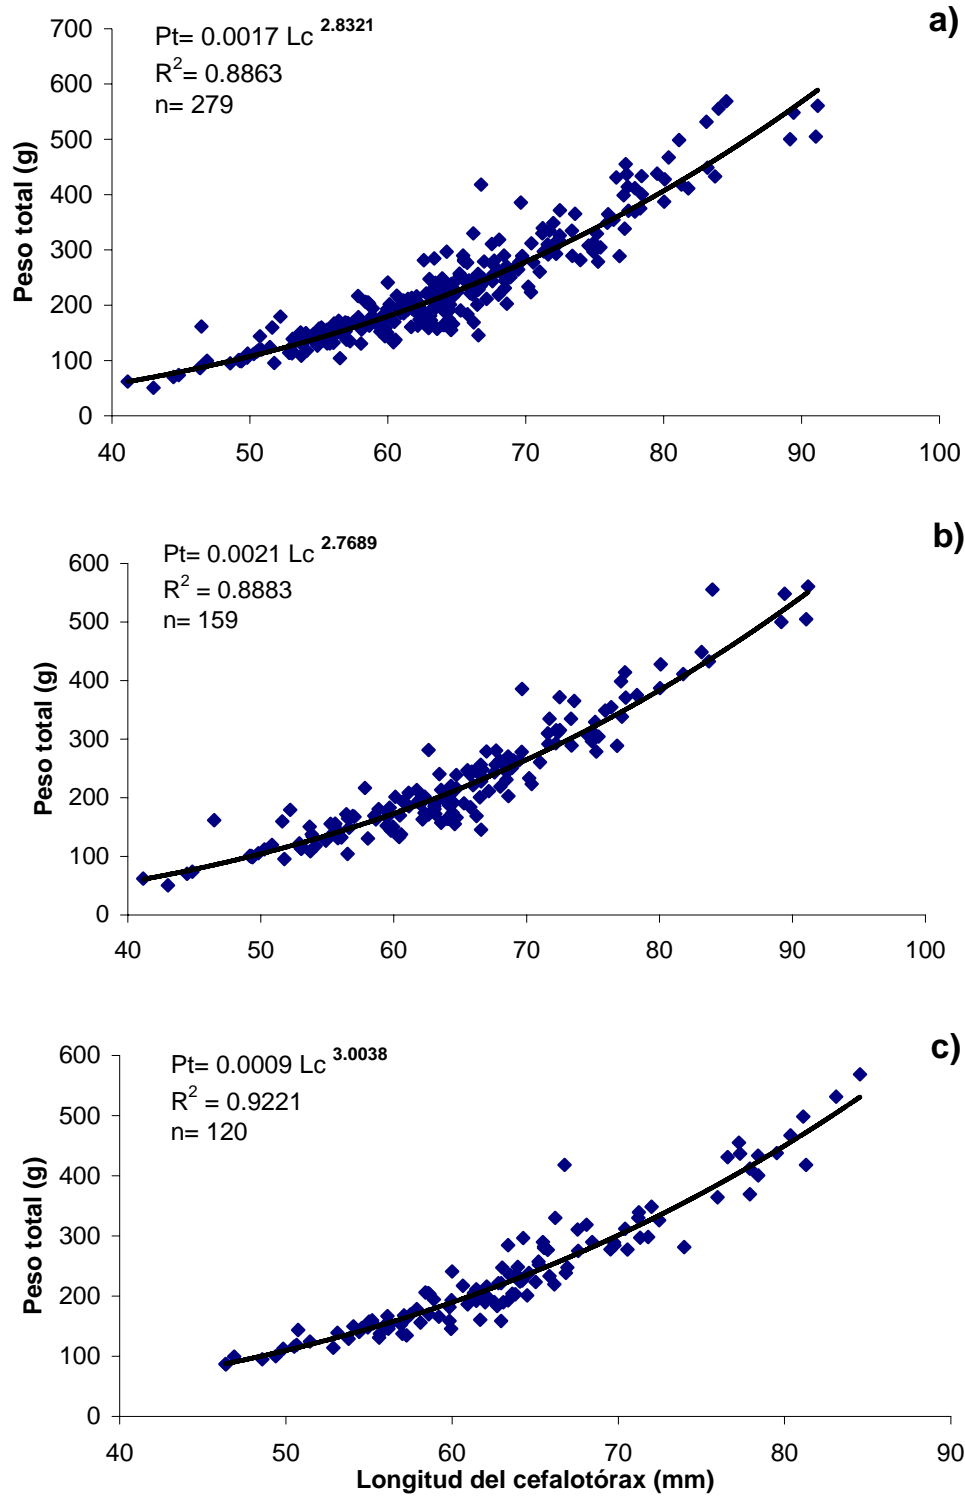 a)
Pt= 0.0017 Lc 2.8321
R2= 0.8863
n= 279
Peso total (g)
700
600
500
400
300
200
100
0
40 50 60 70 80 90 100
b)
Pt= 0.0021 Lc 2.7689
R2 = 0.8883
n= 159
Peso total (g)
600
500
400
300
200
100
0
40 50 60 70 80 90 100
c)
Pt= 0.0009 Lc 3.0038
R2 = 0.9221
n= 120
Peso total (g)
600
500
400
300
200
100
0
40 50 60 70 80 90
Longitud del cefalotórax (mm)